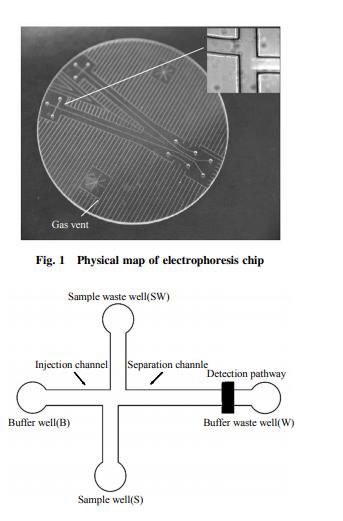 Gas vent
Fig. 1 Physical map of electrophoresis chip
Sample waste well(SW)
Injection channel
Separation channle
Detection pathway
Buffer well(B)
Buffer waste well(W)
Sample well(S)